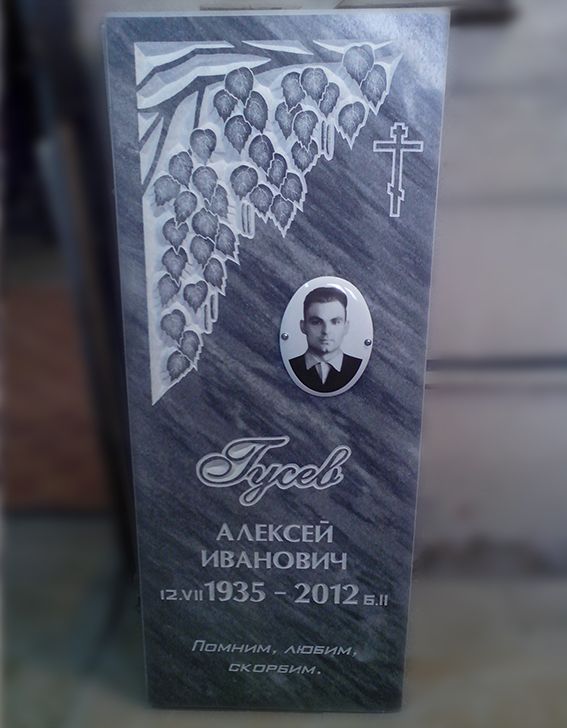 Гусев
АЛЕКСЕЙ
ИВАНОВИЧ
12.VII 1935 - 2012 6.II
Помним, любим,
скорбим.